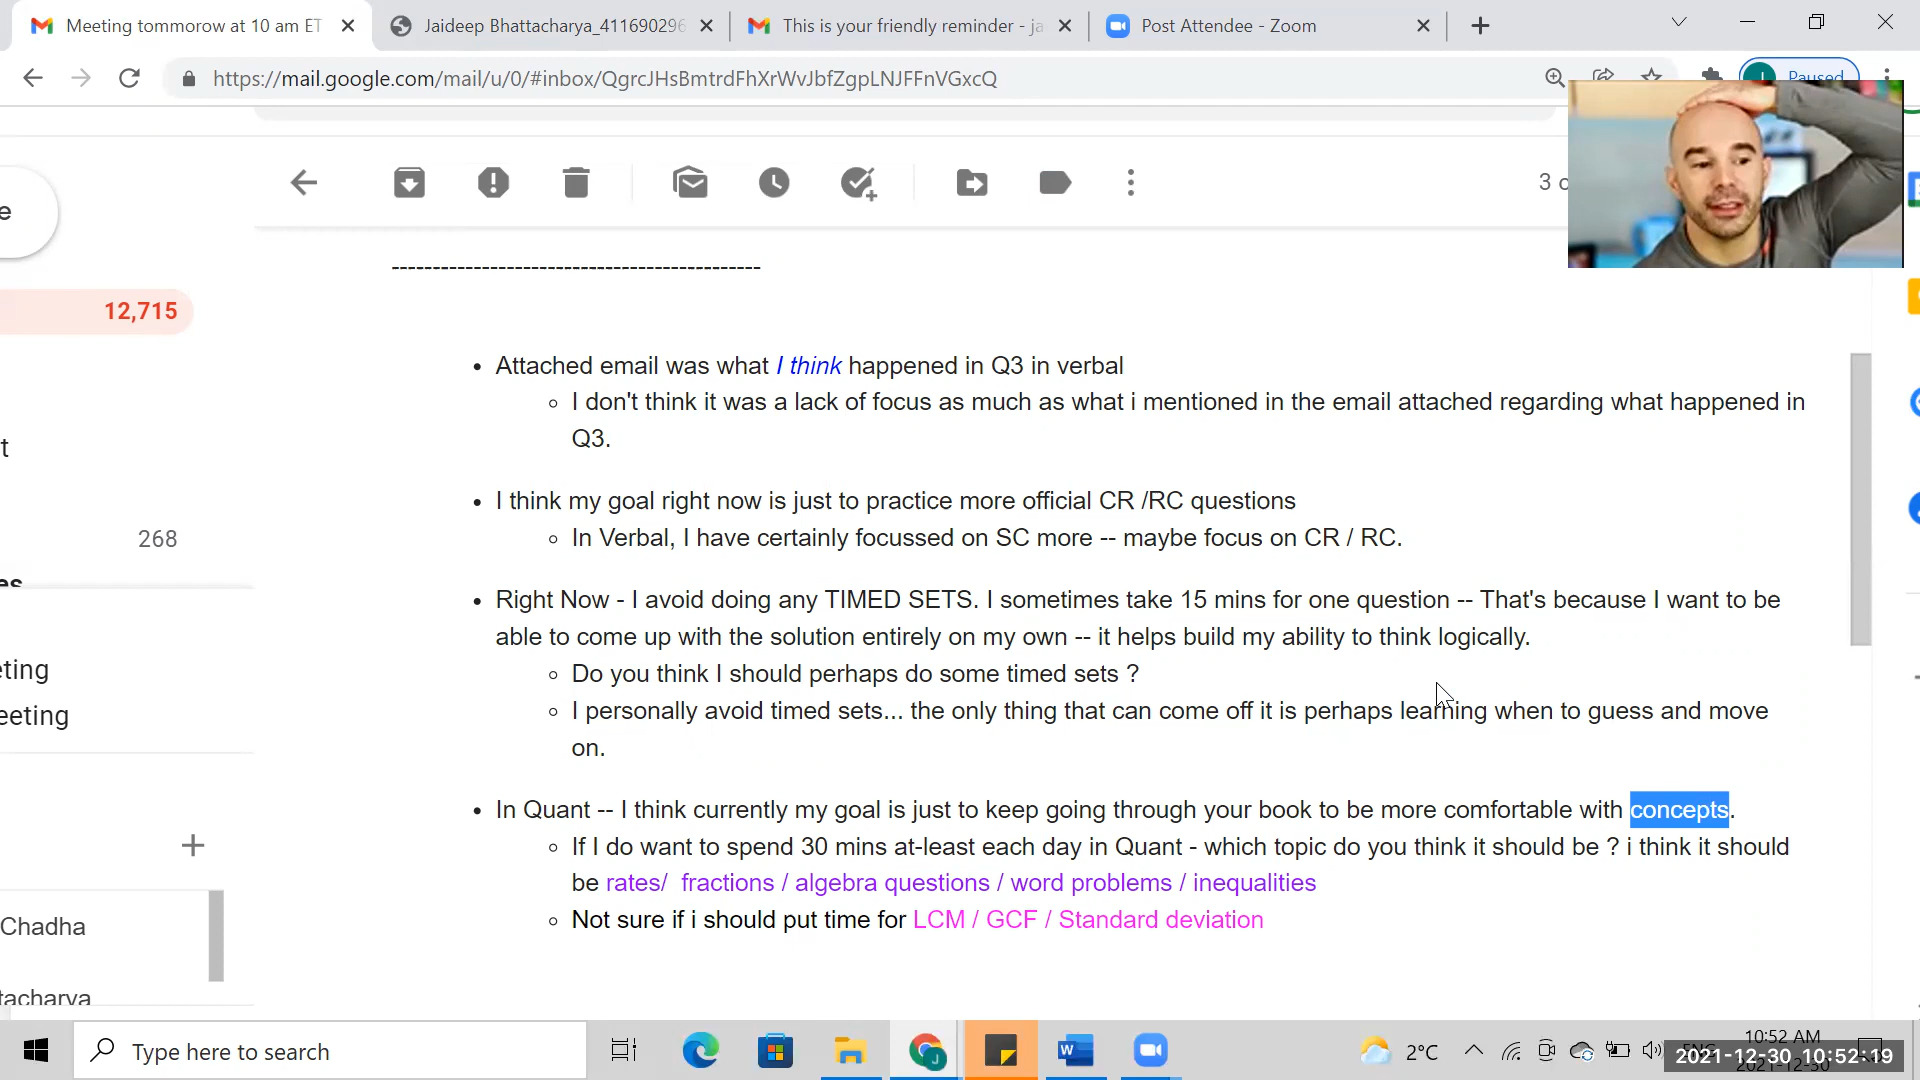 Meeting tommorow at 10 am ET
Jaideep Bhattacharya_411690296
This is your friendly reminder - ja
Post Attendee - Zoom
https://mail.google.com/mail/u/0/#inbox/QgrcJHsBmtrdFhXrWvJbfZgpLNJFFnVGxcQ
J
Paused
3 o
e
12,715
268
eting
eeting
Chadha
tacharya
--------------------------------------------
• Attached email was what I think happened in Q3 in verbal
I don't think it was a lack of focus as much as what i mentioned in the email attached regarding what happened in
Q3.
• I think my goal right now is just to practice more official CR /RC questions
In Verbal, I have certainly focussed on SC more -- maybe focus on CR / RC.
• Right Now - I avoid doing any TIMED SETS. I sometimes take 15 mins for one question -- That's because I want to be
able to come up with the solution entirely on my own -- it helps build my ability to think logically.
Do you think I should perhaps do some timed sets ?
I personally avoid timed sets... the only thing that can come off it is perhaps learning when to guess and move
on.
• In Quant -- I think currently my goal is just to keep going through your book to be more comfortable with concepts.
If I do want to spend 30 mins at-least each day in Quant - which topic do you think it should be ? i think it should
be rates/ fractions / algebra questions / word problems / inequalities
Not sure if i should put time for LCM / GCF / Standard deviation
Type here to search
2°C
10:52 AM
2021-12-30 10:52:19